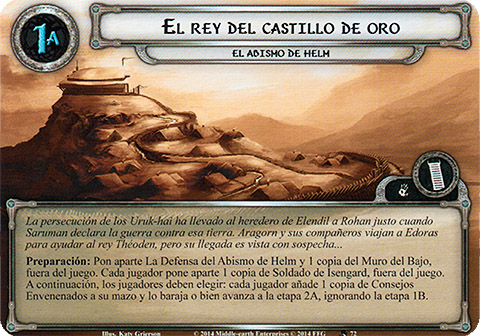 1A
EL REY DEL CASTILLO DE ORO
EL ABISMO DE HELM
La persecución de los Uruk-hai ha llevado al heredero de Elendil a Rohan justo cuando
Saruman declara la guerra contra esa tierra. Aragorn y sus compañeros viajan a Edoras
para ayudar al rey Théoden, pero su llegada es vista con sospecha...
Preparación: Pon aparte La Defensa del Abismo de Helm y 1 copia del Muro del Bajo,
fuera del juego. Cada jugador pone aparte 1 copia de Soldado de Isengard, fuera del juego.
A continuación, los jugadores deben elegir: cada jugador añade 1 copia de Consejos
Envenenados a su mazo y lo baraja o bien avanza a la etapa 2A, ignorando la etapa 1B.
Illus. Katy Grierson © 2014 Middle-earth Enterprises © 2014 FFG 72